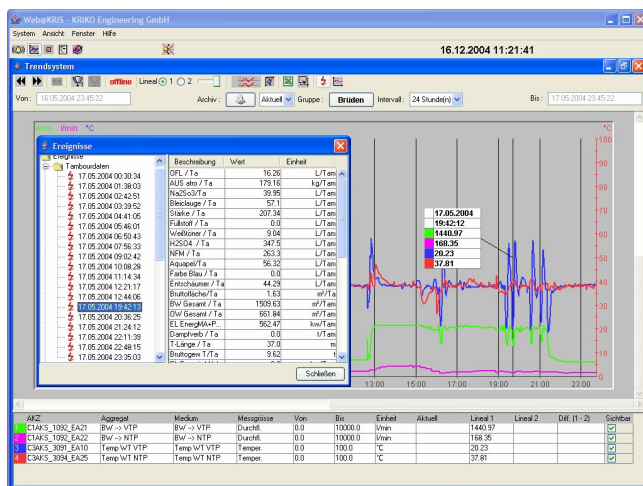 Web@KRIS - KRIKO Engineering GmbH
System Ansicht Fenster Hilfe
16.12.2004 11:21:41
Trendsystem
offline Lineal 1 2
Von : 16.05.2004 23:45:22 Archiv : Aktuell Gruppe : Brüden Intervall : 24 Stunde(n) Bis : 17.05.2004 23:45:22
l/min l/min °C °C
Ereignisse
Ereignisse
Tambourdaten
17.05.2004 00:30:34
17.05.2004 01:38:03
17.05.2004 02:42:51
17.05.2004 03:39:52
17.05.2004 04:41:05
17.05.2004 05:46:01
17.05.2004 06:50:43
17.05.2004 07:56:33
17.05.2004 09:02:42
17.05.2004 10:08:28
17.05.2004 11:14:34
17.05.2004 12:21:17
17.05.2004 12:44:06
17.05.2004 19:42:13
17.05.2004 20:36:25
17.05.2004 21:24:12
17.05.2004 22:11:39
17.05.2004 22:48:15
17.05.2004 23:35:03
Beschreibung Wert Einheit
OFL / Ta 16.26 L/Tam
AUS atro / Ta 179.16 kg/Tam
Na2So3/Ta 39.95 L/Tam
Bleiclauge / Ta 57.1 L/Tam
Stärke / Ta 207.34 L/Tam
Füllstoff / Ta 0.0 L/Tam
Weißtöner / Ta 9.04 L/Tam
H2SO4 / Ta 347.5 L/Tam
NFM / Ta 263.3 L/Tam
Aquapel/Ta 56.32 L/Tam
Farbe Blau / Ta 0.0 L/Tam
Entschäumer / Ta 44.29 L/Tam
Bruttofläche/Ta 1.63 m²/Ta
BW Gesamt / Ta 1509.63 m³/Tam
OW Gesamt / Ta 661.84 m³/Tam
EL EnergMA+P... 562.47 kw/Tam
Dampfverb / Ta 0.0 t/Tam
T-Länge / Ta 37.0 m
Bruttogew T/Ta 9.62 t
Schließen
17.05.2004
19:42:12
1440.97
168.35
20.23
37.81
100
90
80
70
60
50
40
30
20
10
0
13:00 15:00 17:00 19:00 21:00 23:00
AKZ Aggregat Medium Messgrösse Von Bis Einheit Aktuell Lineal 1 Lineal 2 Diff. (1 - 2) Sichtbar
1 C1AKS_1092_EA21 BW --> VTP BW --> VTP Durchfl. 0.0 10000.0 l/min 1440.97
2 C1AKS_1092_EA22 BW --> NTP BW --> NTP Durchfl. 0.0 10000.0 l/min 168.35
3 C3AKS_3091_EA10 Temp WT VTP Temp WT VTP Temper. 0.0 100.0 °C 20.23
4 C3AKS_3094_EA25 Temp WT NTP Temp WT NTP Temper. 0.0 100.0 °C 37.81